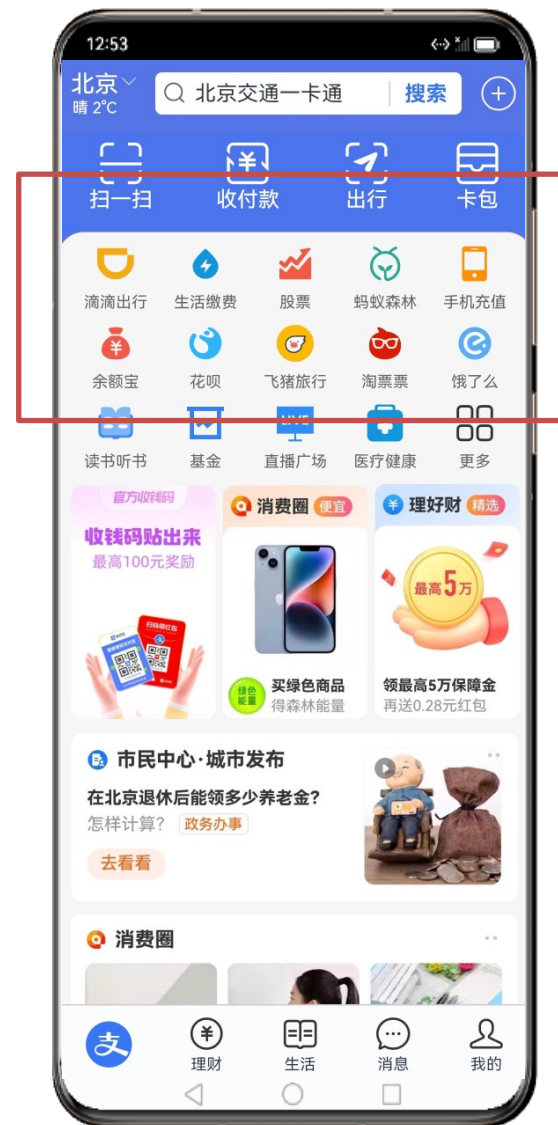 12:53
北京
晴 2°C
北京交通一卡通
搜索
扫一扫 收付款 出行 卡包
滴滴出行 生活缴费 股票 蚂蚁森林 手机充值
余额宝 花呗 飞猪旅行 淘票票 饿了么
LIVE
读书听书 基金 直播广场 医疗健康 更多
官方收钱码
收钱码贴出来
最高100元奖励
消费圈 便宜
绿色能量
买绿色商品
得森林能量
理好财 精选
最高5万
领最高5万保障金
再送0.28元红包
市民中心·城市发布
在北京退休后能领多少养老金?
怎样计算? 政务办事
去看看
消费圈
支
理财 生活 消息 我的